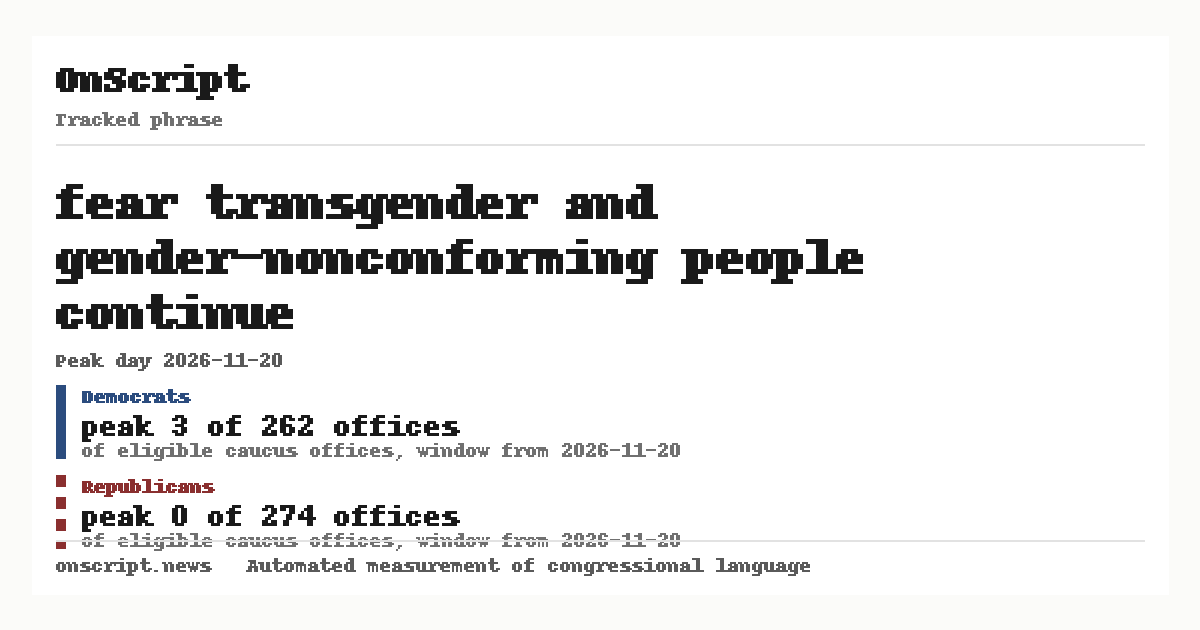 OnScript
Tracked phrase
fear transgender and
gender-nonconforming people
continue
Peak day 2026-11-20
Democrats
peak 3 of 262 offices
of eligible caucus offices, window from 2026-11-20
Republicans
peak 0 of 274 offices
of eligible caucus offices, window from 2026-11-20
onscript.news Automated measurement of congressional language